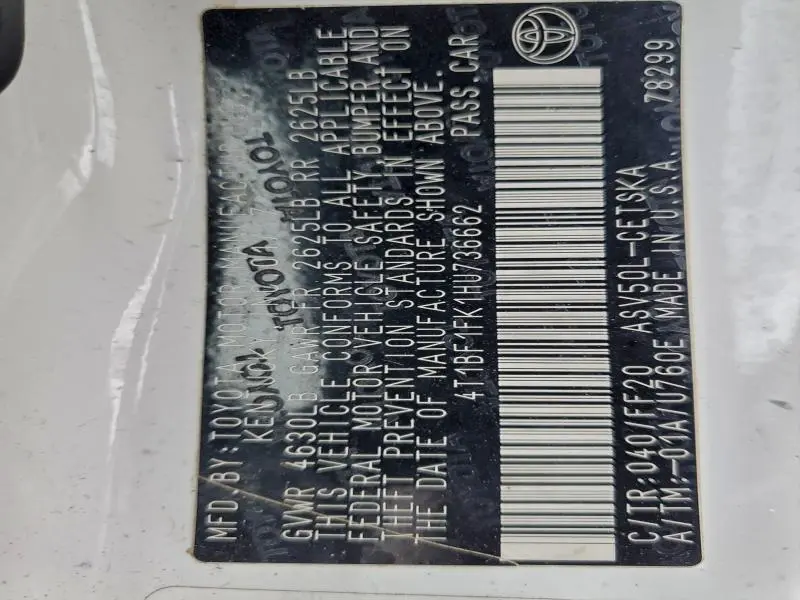 MFD. BY: TOYOTA MOTOR MANUFACTURING
KENTUCKY
GVWR 4630LB GAWR FR 2625LB RR 2625LB
THIS VEHICLE CONFORMS TO ALL APPLICABLE
FEDERAL MOTOR VEHICLE SAFETY, BUMPER, AND
THEFT PREVENTION STANDARDS IN EFFECT ON
THE DATE OF MANUFACTURE SHOWN ABOVE.
4T1BF1FK1HU736662 PASS. CAR
C/TR: 040/FF20 ASV50L-CETSKA 78299
A/TM: -01A/U760E MADE IN U.S.A.